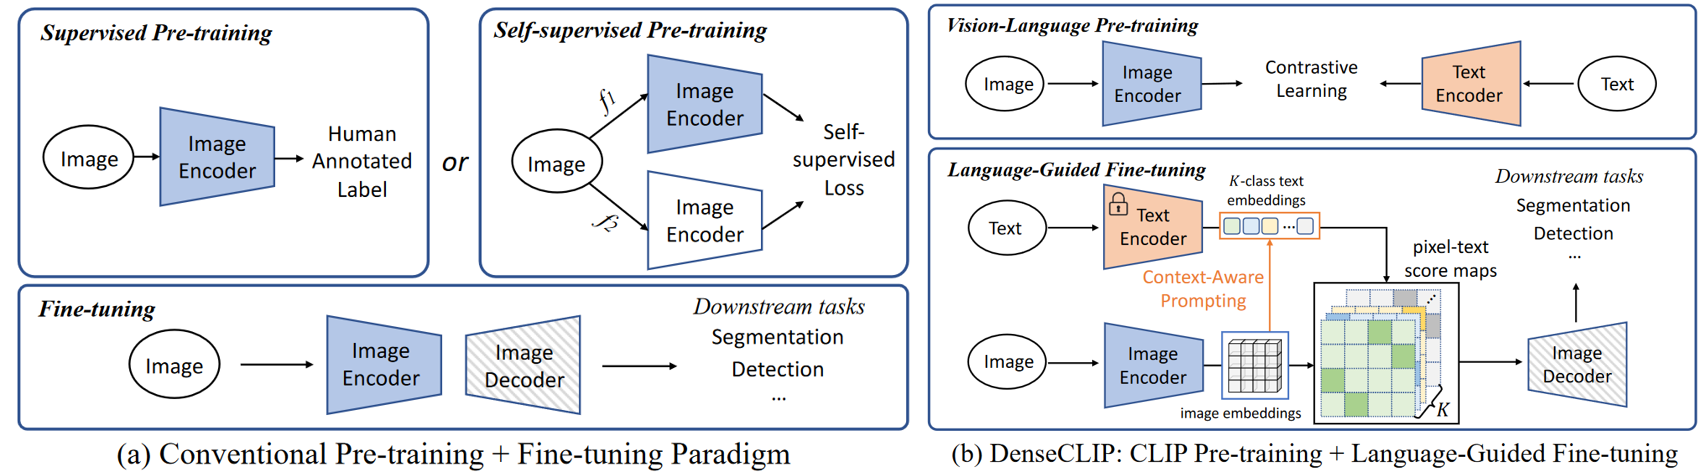 Supervised Pre-training
Image
Image
Encoder
Human
Annotated
Label
or
Self-supervised Pre-training
Image
f1
f2
Image
Encoder
Image
Encoder
Self-
supervised
Loss
Fine-tuning
Image
Image
Encoder
Image
Decoder
Downstream tasks
Segmentation
Detection
...
(a) Conventional Pre-training + Fine-tuning Paradigm
Vision-Language Pre-training
Image
Image
Encoder
Contrastive
Learning
Text
Encoder
Text
Language-Guided Fine-tuning
Text
Text
Encoder
K-class text
embeddings
...
Context-Aware
Prompting
Image
Image
Encoder
image embeddings
pixel-text
score maps
...
K
Image
Decoder
Downstream tasks
Segmentation
Detection
...
(b) DenseCLIP: CLIP Pre-training + Language-Guided Fine-tuning